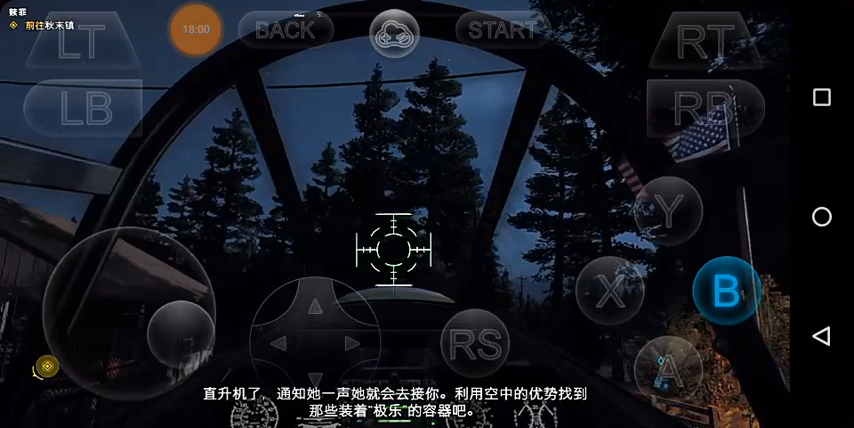 赎罪
前往秋末镇
18:00
LT
BACK
START
RT
LB
RB
Y
X
B
RS
A
直升机了，通知她一声她就会去接你。利用空中的优势找到
那些装着“极乐”的容器吧。